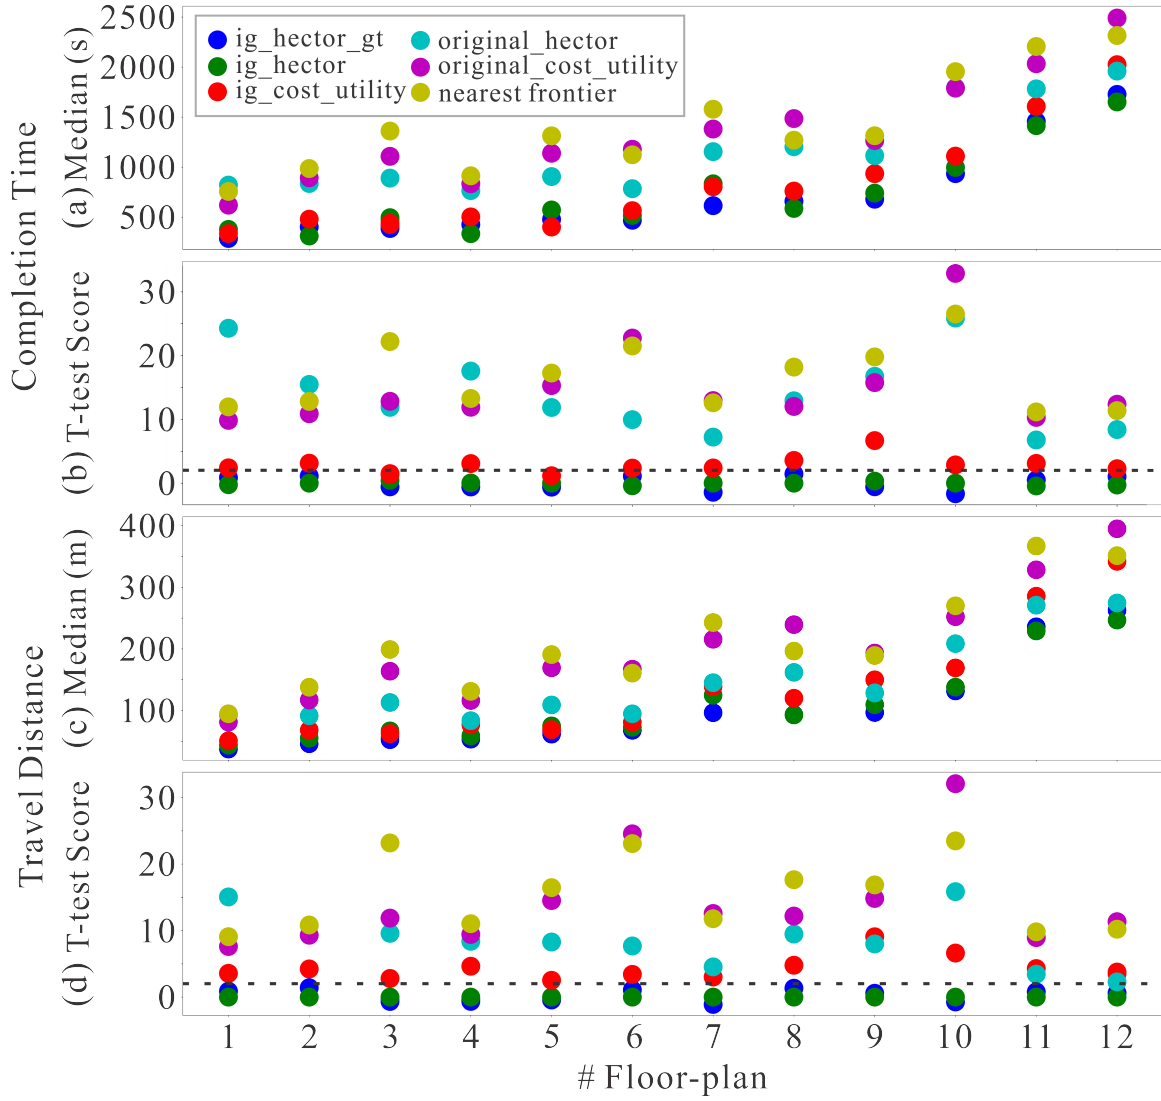 Completion Time
(a) Median (s)
2500
2000
1500
1000
500
ig_hector_gt
ig_hector
ig_cost_utility
original_hector
original_cost_utility
nearest frontier
(b) T-test Score
30
20
10
0
Travel Distance
(c) Median (m)
400
300
200
100
(d) T-test Score
30
20
10
0
1 2 3 4 5 6 7 8 9 10 11 12
# Floor-plan